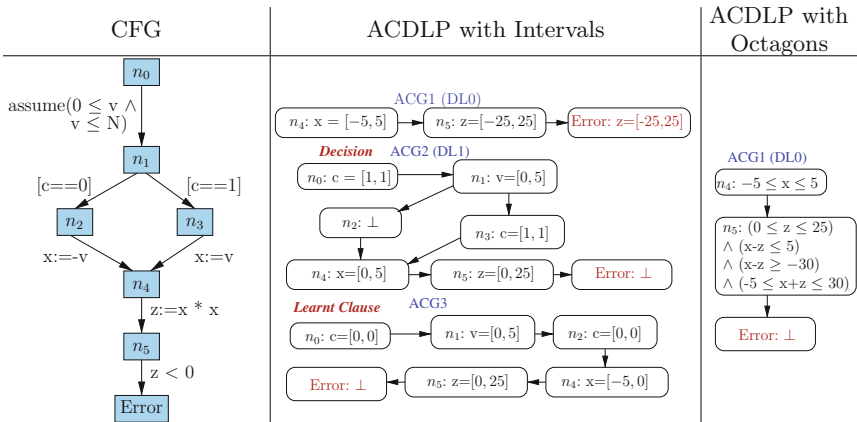 CFG
n0
assume(0 ≤ v ∧
v ≤ N)
n1
[c==0]
[c==1]
n2
n3
x:=-v
x:=v
n4
z:=x * x
n5
z < 0
Error
ACDLP with Intervals
ACG1 (DL0)
n4: x = [−5, 5]
n5: z=[−25, 25]
Error: z=[-25,25]
Decision
ACG2 (DL1)
n0: c = [1, 1]
n1: v=[0, 5]
n2: ⊥
n3: c=[1, 1]
n4: x=[0, 5]
n5: z=[0, 25]
Error: ⊥
Learnt Clause
ACG3
n0: c=[0, 0]
n1: v=[0, 5]
n2: c=[0, 0]
Error: ⊥
n5: z=[0, 25]
n4: x=[−5, 0]
ACDLP with
Octagons
ACG1 (DL0)
n4: −5 ≤ x ≤ 5
n5: (0 ≤ z ≤ 25)
∧ (x-z ≤ 5)
∧ (x-z ≥ −30)
∧ (-5 ≤ x+z ≤ 30)
Error: ⊥